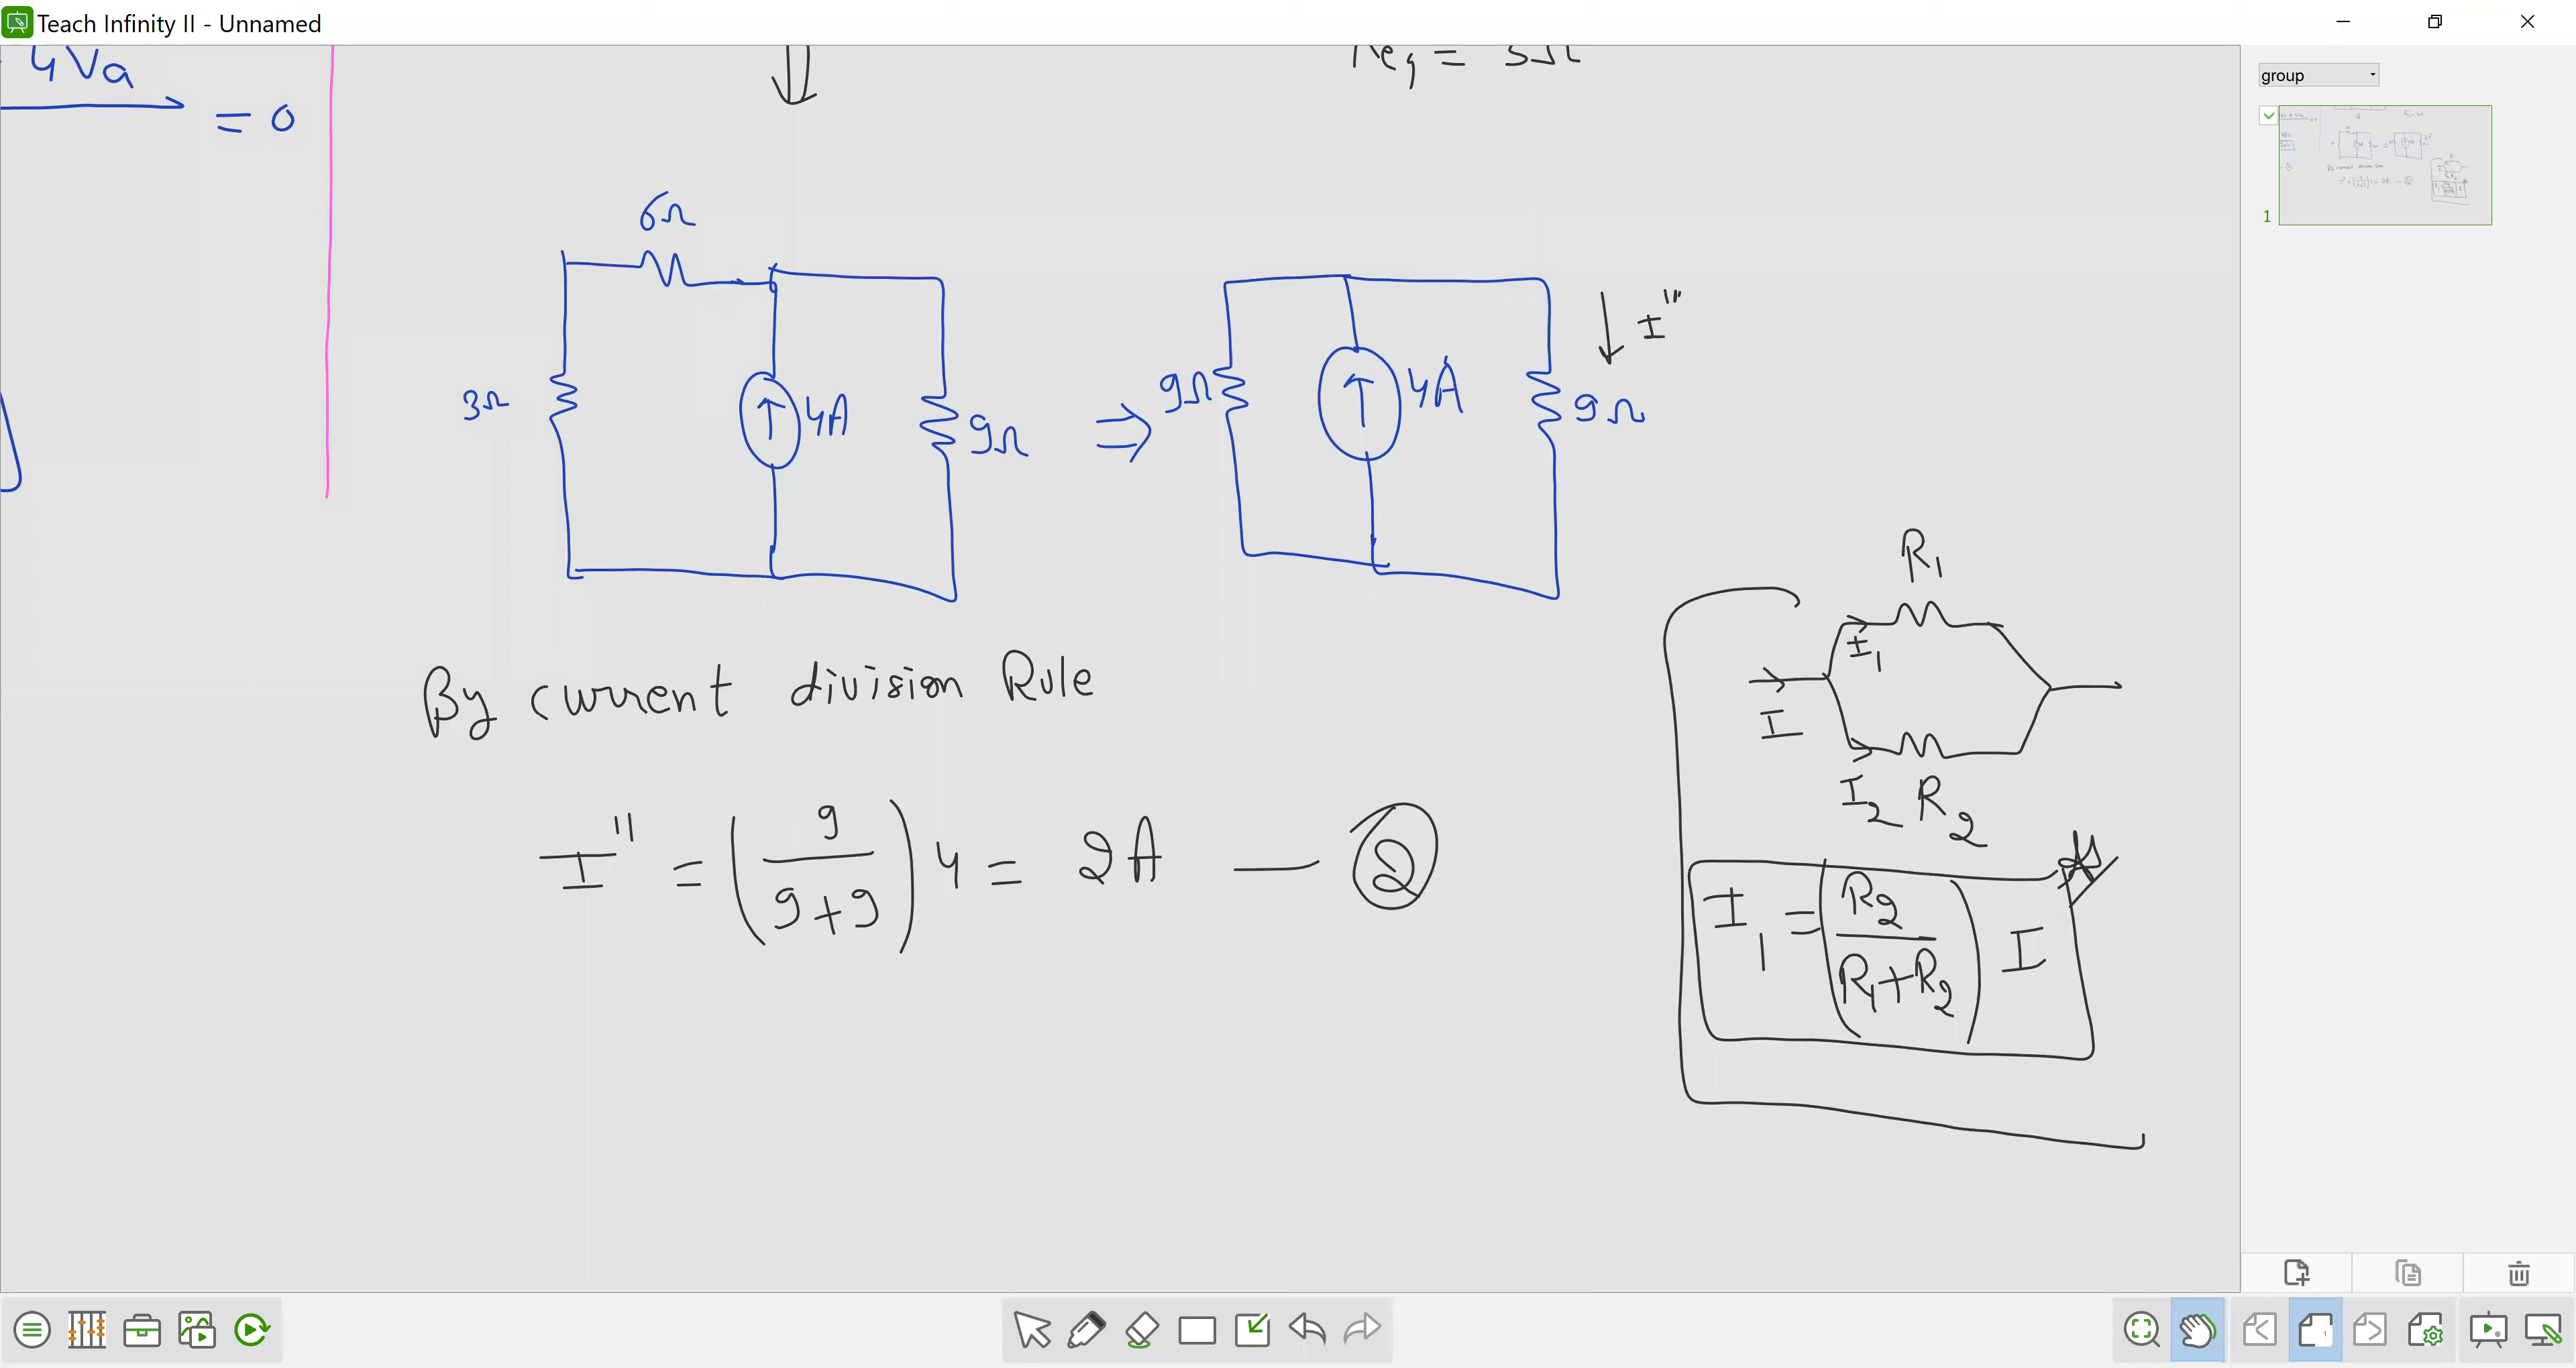 Teach Infinity II - Unnamed
group
4Va
= 0
Req = 3Ω
6Ω
3Ω
4A
9Ω
⇒
9Ω
4A
9Ω
I'''
R1
I1
I
I2 R2
By current division Rule
I'' = (9/(9+9)) 4 = 2A — ②
I1 = (R2/(R1+R2)) I
1